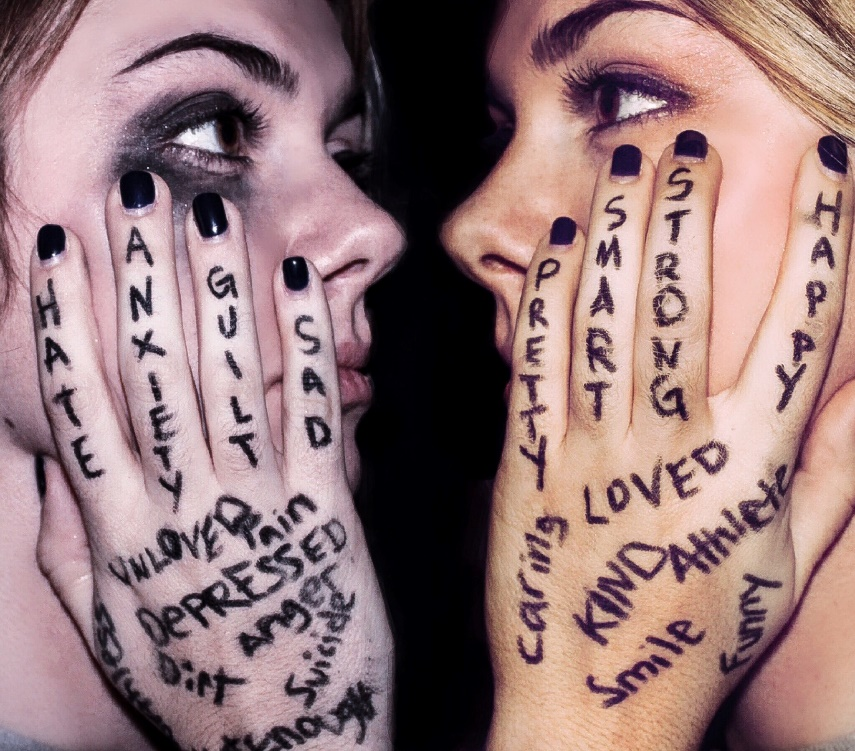 HATE
ANXIETY
GUILT
SAD
UNLOVED
Pain
DEPRESSED
anger
Dirt
Suicide
PRETTY
SMART
STRONG
HAPPY
LOVED
Athlete
caring
KIND
Funny
Smile